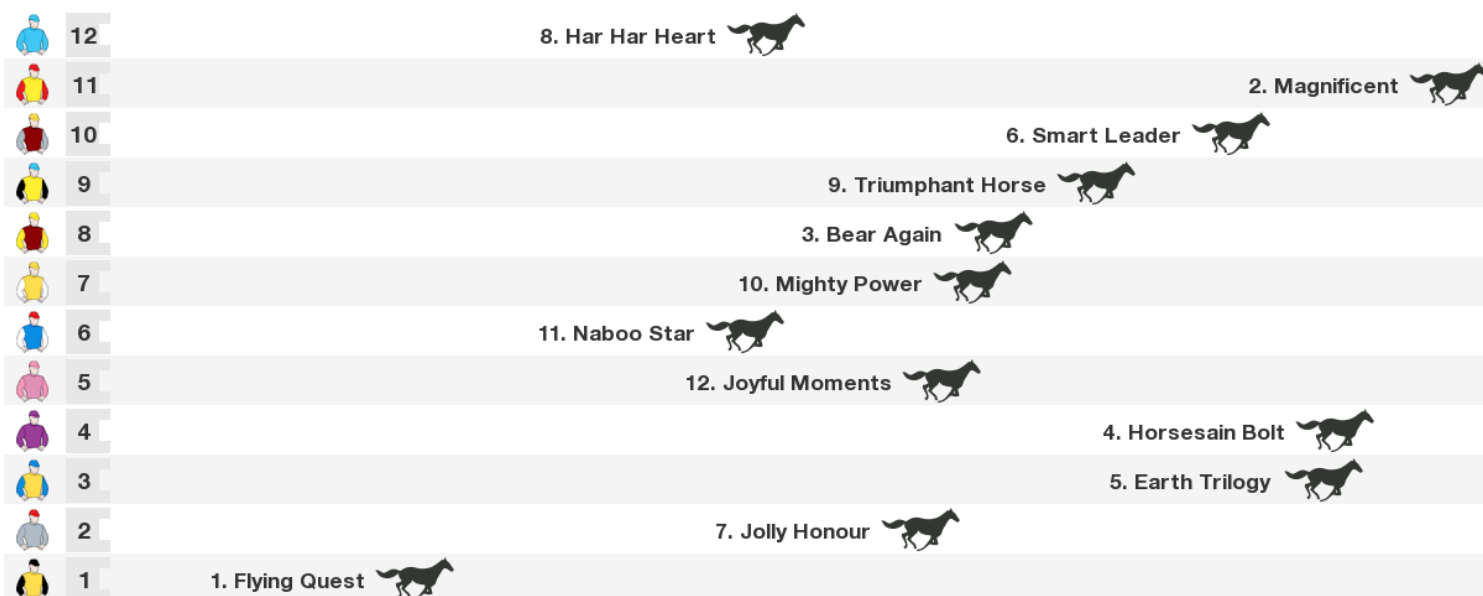 12 8. Har Har Heart
11 2. Magnificent
10 6. Smart Leader
9 9. Triumphant Horse
8 3. Bear Again
7 10. Mighty Power
6 11. Naboo Star
5 12. Joyful Moments
4 4. Horsesain Bolt
3 5. Earth Trilogy
2 7. Jolly Honour
1 1. Flying Quest